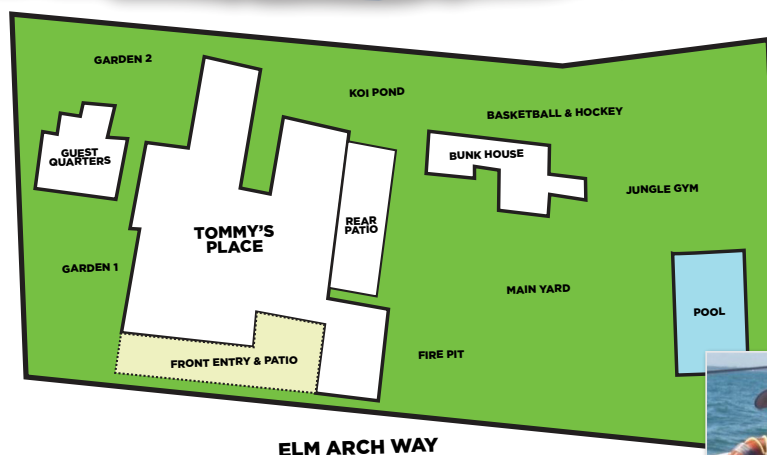 GARDEN 2
KOI POND
BASKETBALL & HOCKEY
GUEST
QUARTERS
BUNK HOUSE
JUNGLE GYM
TOMMY'S
PLACE
REAR
PATIO
GARDEN 1
MAIN YARD
POOL
FRONT ENTRY & PATIO
FIRE PIT
ELM ARCH WAY